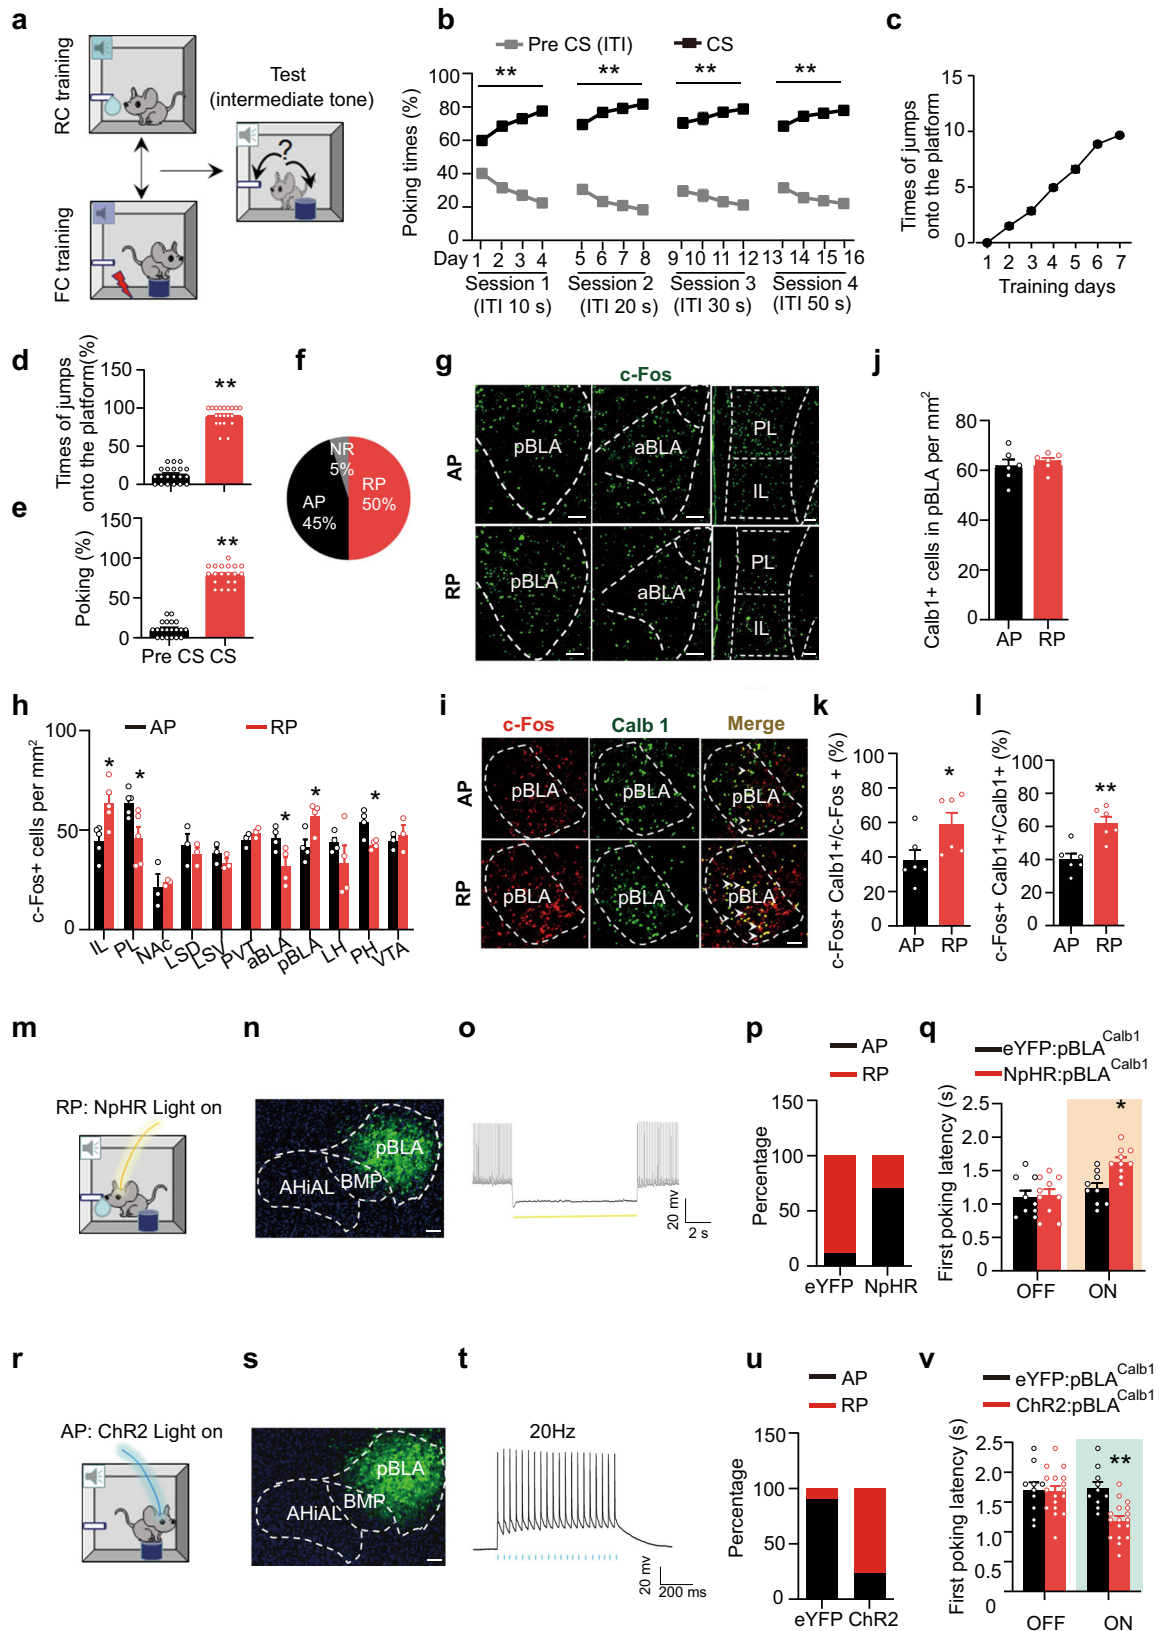 a
RC training
FC training
Test
(intermediate tone)
?
b
Pre CS (ITI)
CS
Poking times (%)
100
80
60
40
20
0
** ** ** **
Day 1 2 3 4 5 6 7 8 9 10 11 12 13 14 15 16
Session 1 Session 2 Session 3 Session 4
(ITI 10 s) (ITI 20 s) (ITI 30 s) (ITI 50 s)
c
Times of jumps
onto the platform
15
10
5
0
1 2 3 4 5 6 7
Training days
d
Times of jumps
onto the platform(%)
150
100
50
0
**
e
Poking (%)
150
100
50
0
**
Pre CS CS
f
NR
5%
AP
45%
RP
50%
g
c-Fos
AP
RP
pBLA aBLA PL
IL
pBLA aBLA PL
IL
j
Calb1+ cells in pBLA per mm²
80
60
40
20
0
AP RP
h
AP
RP
c-Fos+ cells per mm²
100
50
0
* * * * *
IL PL NAc LSD LSV PVT aBLA pBLA LH PH VTA
i
c-Fos Calb 1 Merge
AP
RP
pBLA pBLA pBLA
pBLA pBLA pBLA
k
c-Fos+ Calb1+/c-Fos + (%)
100
80
60
40
20
0
*
AP RP
l
c-Fos+ Calb1+/Calb1+ (%)
100
80
60
40
20
0
**
AP RP
m
RP: NpHR Light on
n
pBLA
BMP
AHiAL
o
20 mv
2 s
p
AP
RP
Percentage
150
100
50
0
eYFP NpHR
q
eYFP:pBLA^Calb1
NpHR:pBLA^Calb1
First poking latency (s)
2.5
2.0
1.5
1.0
0.5
0
*
OFF ON
r
AP: ChR2 Light on
s
pBLA
BMP
AHiAL
t
20Hz
20 mv
200 ms
u
AP
RP
Percentage
150
100
50
0
eYFP ChR2
v
eYFP:pBLA^Calb1
ChR2:pBLA^Calb1
First poking latency (s)
2.5
2.0
1.5
1.0
0.5
0
**
OFF ON